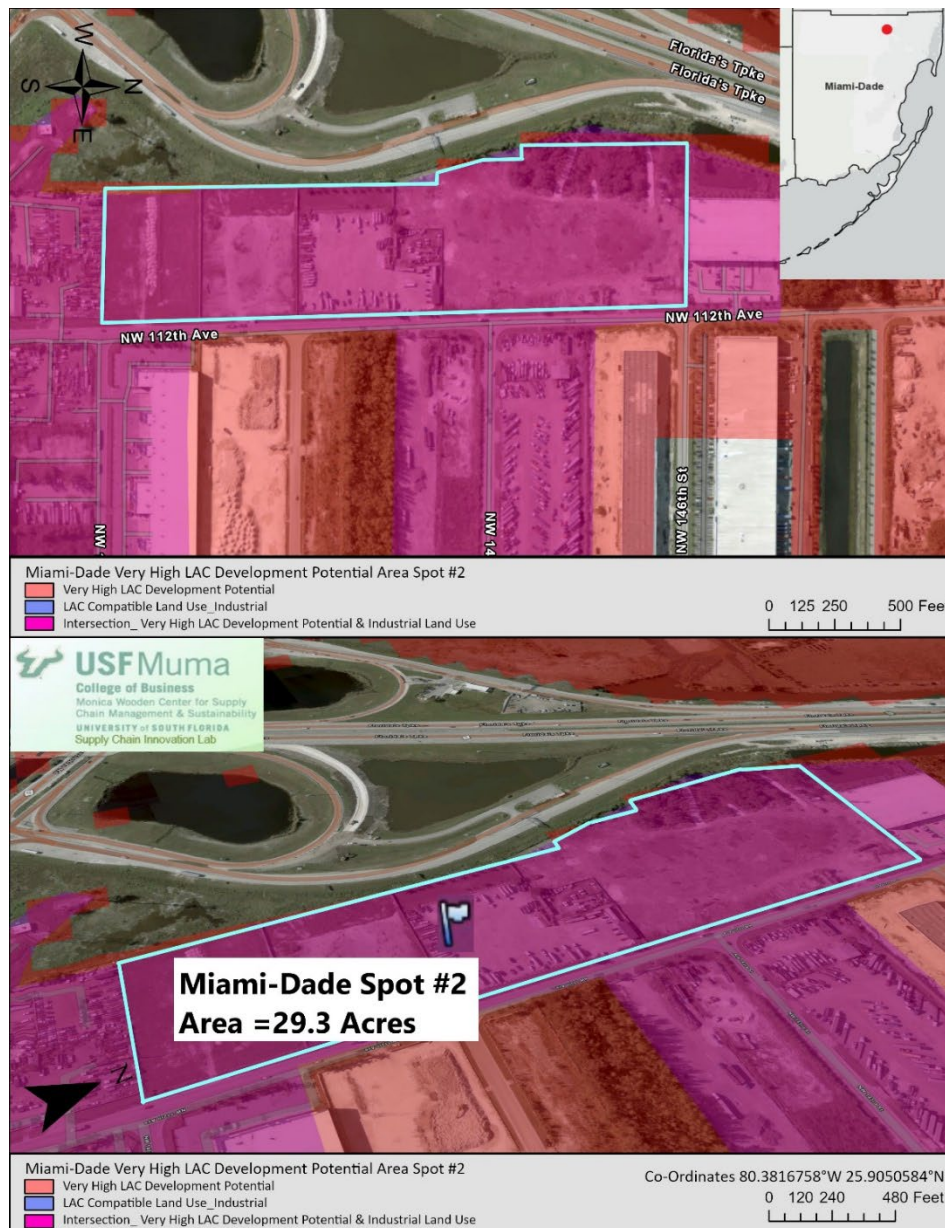 W
N
S
E
Florida's Tpke
Florida's Tpke
Miami-Dade
NW 112th Ave
NW 112th Ave
NW 146th St
NW 14
NW
Miami-Dade Very High LAC Development Potential Area Spot #2
Very High LAC Development Potential
LAC Compatible Land Use_Industrial
Intersection_ Very High LAC Development Potential & Industrial Land Use
0 125 250 500 Fee
USF Muma
College of Business
Monica Wooden Center for Supply
Chain Management & Sustainability
UNIVERSITY of SOUTH FLORIDA
Supply Chain Innovation Lab
Miami-Dade Spot #2
Area =29.3 Acres
N
Miami-Dade Very High LAC Development Potential Area Spot #2
Very High LAC Development Potential
LAC Compatible Land Use_Industrial
Intersection_ Very High LAC Development Potential & Industrial Land Use
Co-Ordinates 80.3816758°W 25.9050584°N
0 120 240 480 Feet